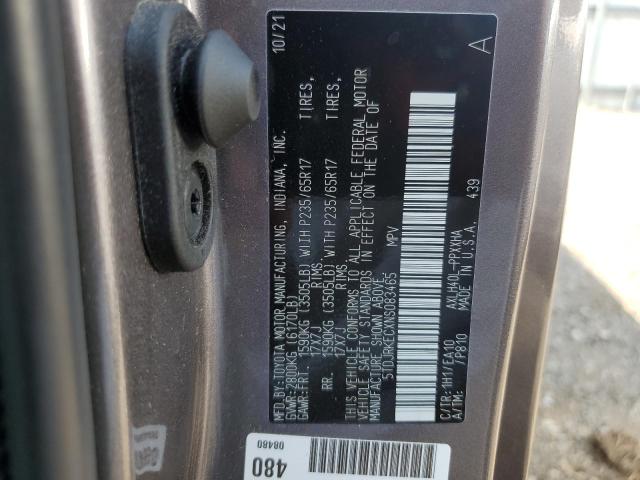 MFD.BY:TOYOTA MOTOR MANUFACTURING, INDIANA, INC. 10/21
GVWR:2800KG (6170LB)
GAWR:FRT. 1590KG (3505LB) WITH P235/65R17 TIRES,
17X7J RIMS
RR. 1590KG (3505LB) WITH P235/65R17 TIRES,
17X7J RIMS
THIS VEHICLE CONFORMS TO ALL APPLICABLE FEDERAL MOTOR
VEHICLE SAFETY STANDARDS IN EFFECT ON THE DATE OF
MANUFACTURE SHOWN ABOVE.
MPV A
C/TR:1H1/EA10 AXLH40L-PPXXHA 439
A/TM: /P810 MADE IN U.S.A.
480
08480